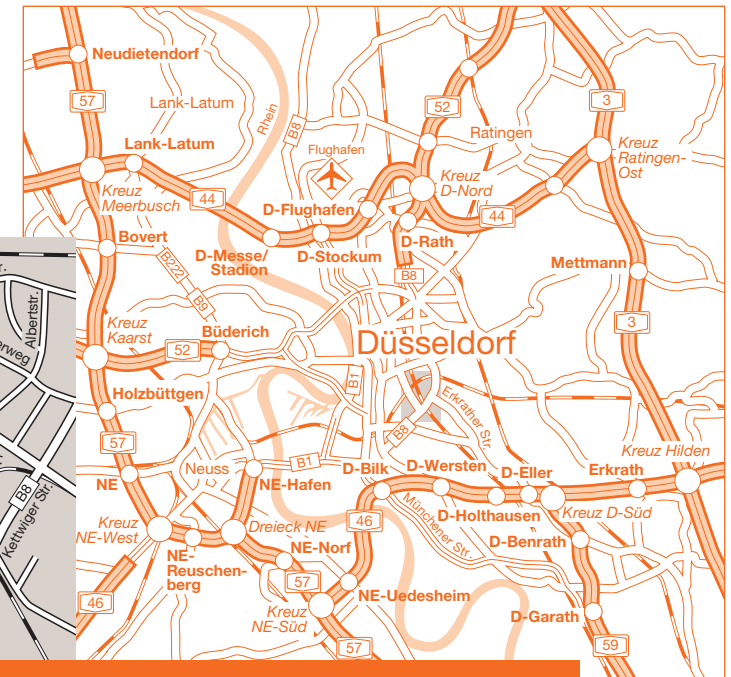 Neudietendorf
57
Lank-Latum
Rhein
B8
52
3
Ratingen
Lank-Latum
Flughafen
Kreuz
Ratingen-
Ost
Kreuz
Meerbusch
44
D-Flughafen
Kreuz
D-Nord
44
Bovert
D-Messe/
Stadion
D-Stockum
D-Rath
B222
B9
B8
Mettmann
Albertstr.
Kreuz
Kaarst
52
Büderich
Düsseldorf
3
B1
Holzbüttgen
Erkrather Str.
57
B8
Kreuz Hilden
NE
Neuss
B1
NE-Hafen
D-Bilk
D-Wersten
D-Eller
Erkrath
B8
Kettwiger Str.
Kreuz
NE-West
Dreieck NE
46
Münchener Str.
D-Holthausen
Kreuz D-Süd
NE-
Reuschen-
berg
NE-Norf
D-Benrath
57
NE-Uedesheim
46
Kreuz
NE-Süd
D-Garath
57
59